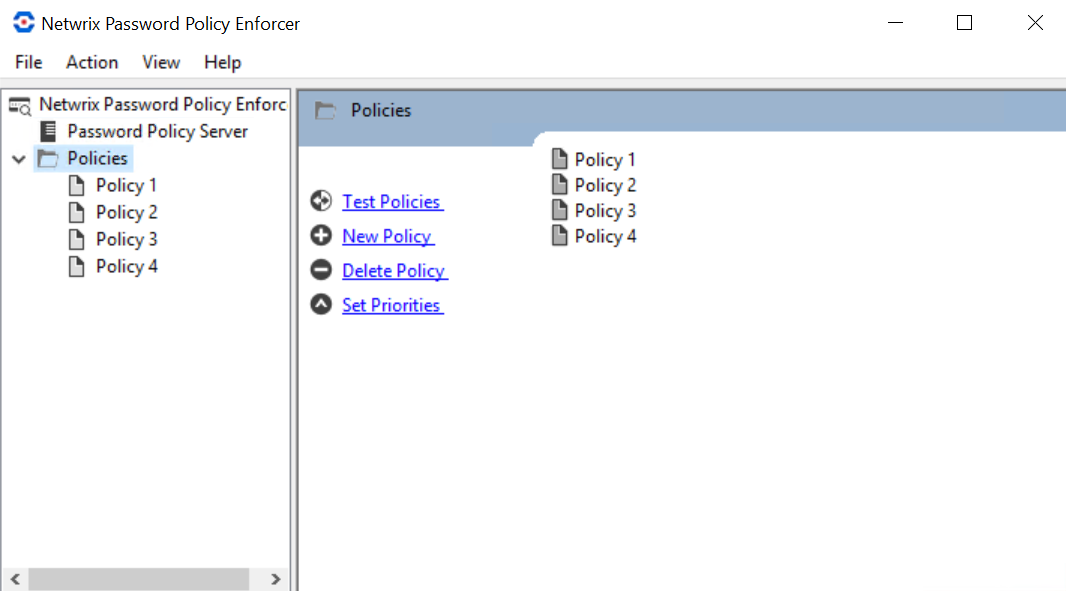 Netwrix Password Policy Enforcer
File Action View Help
Netwrix Password Policy Enforc
Password Policy Server
Policies
Policy 1
Policy 2
Policy 3
Policy 4
Policies
Test Policies
New Policy
Delete Policy
Set Priorities
Policy 1
Policy 2
Policy 3
Policy 4